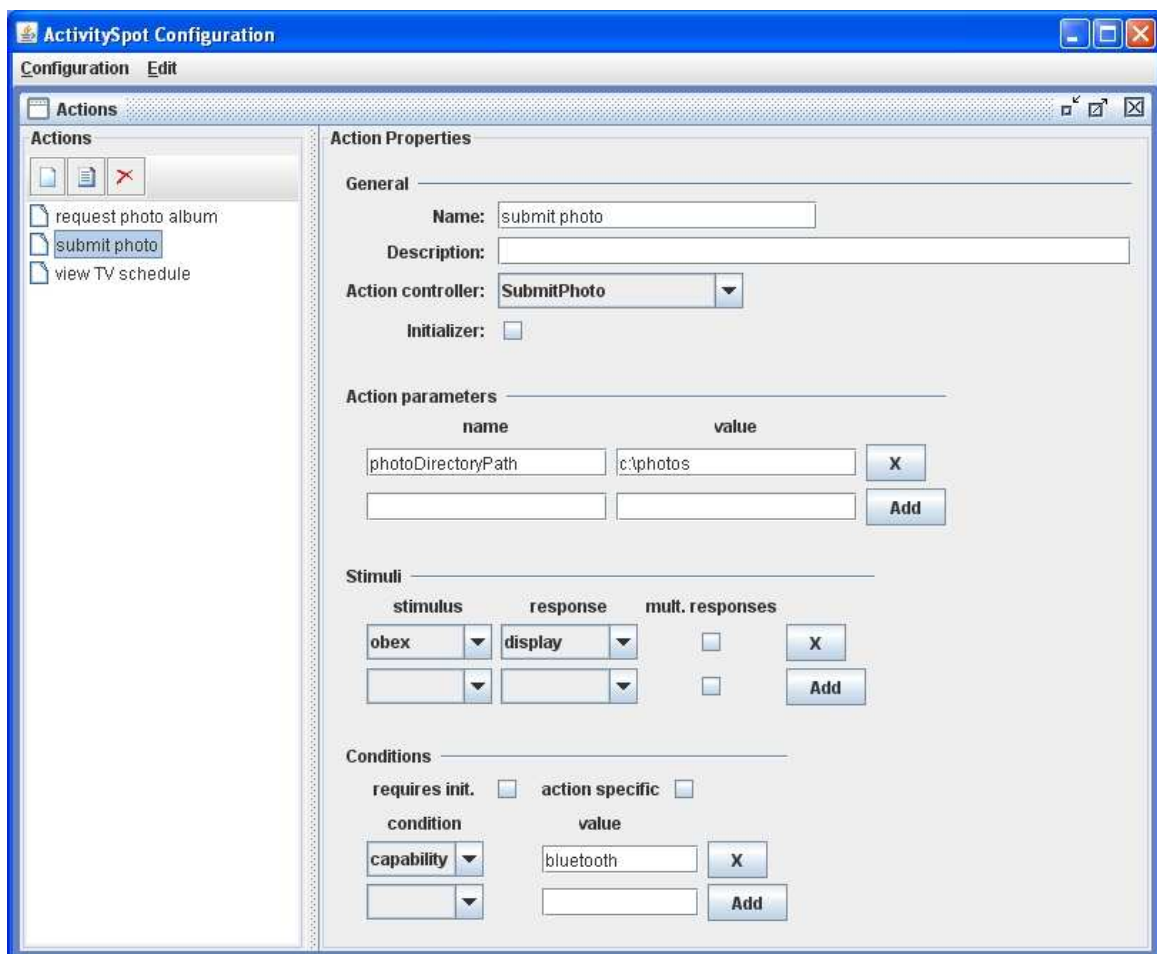 ActivitySpot Configuration
Configuration Edit
Actions
Actions
request photo album
submit photo
view TV schedule
Action Properties
General
Name: submit photo
Description:
Action controller: SubmitPhoto
Initializer:
Action parameters
name value
photoDirectoryPath c:\photos X
Add
Stimuli
stimulus response mult. responses
obex display X
Add
Conditions
requires init. action specific
condition value
capability bluetooth X
Add